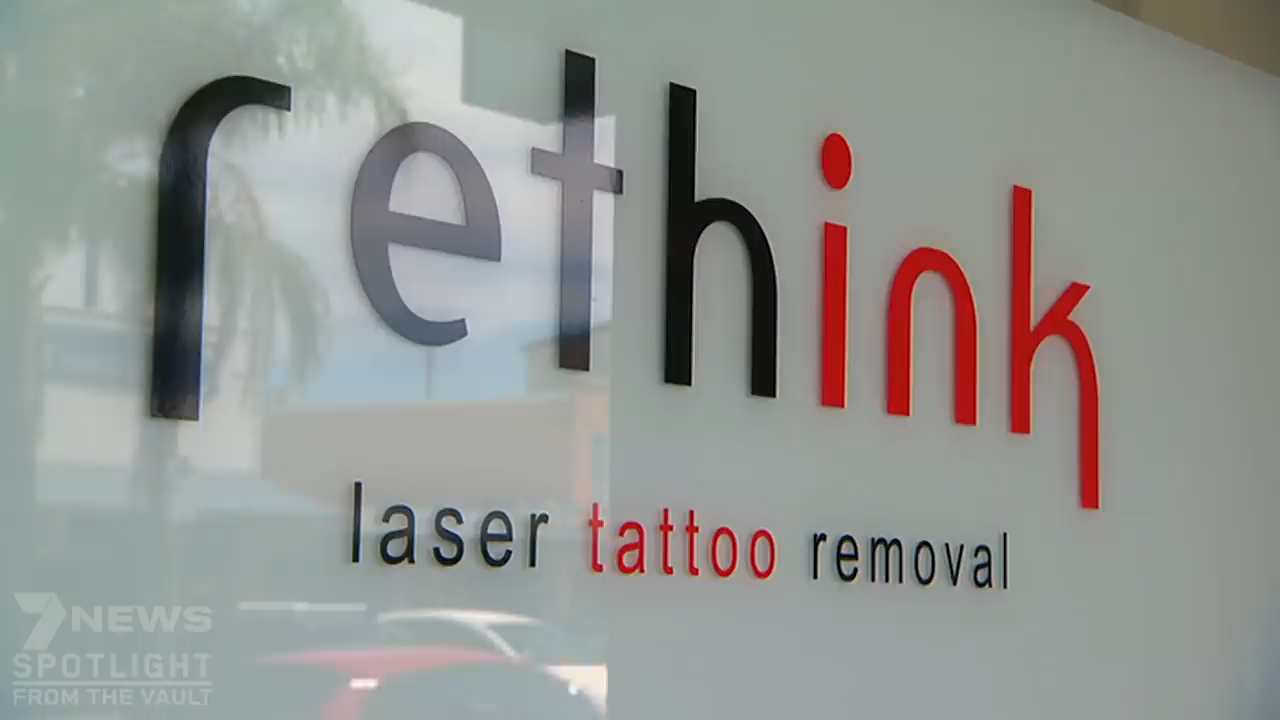 rethink
laser tattoo removal
7NEWS
SPOTLIGHT
FROM THE VAULT